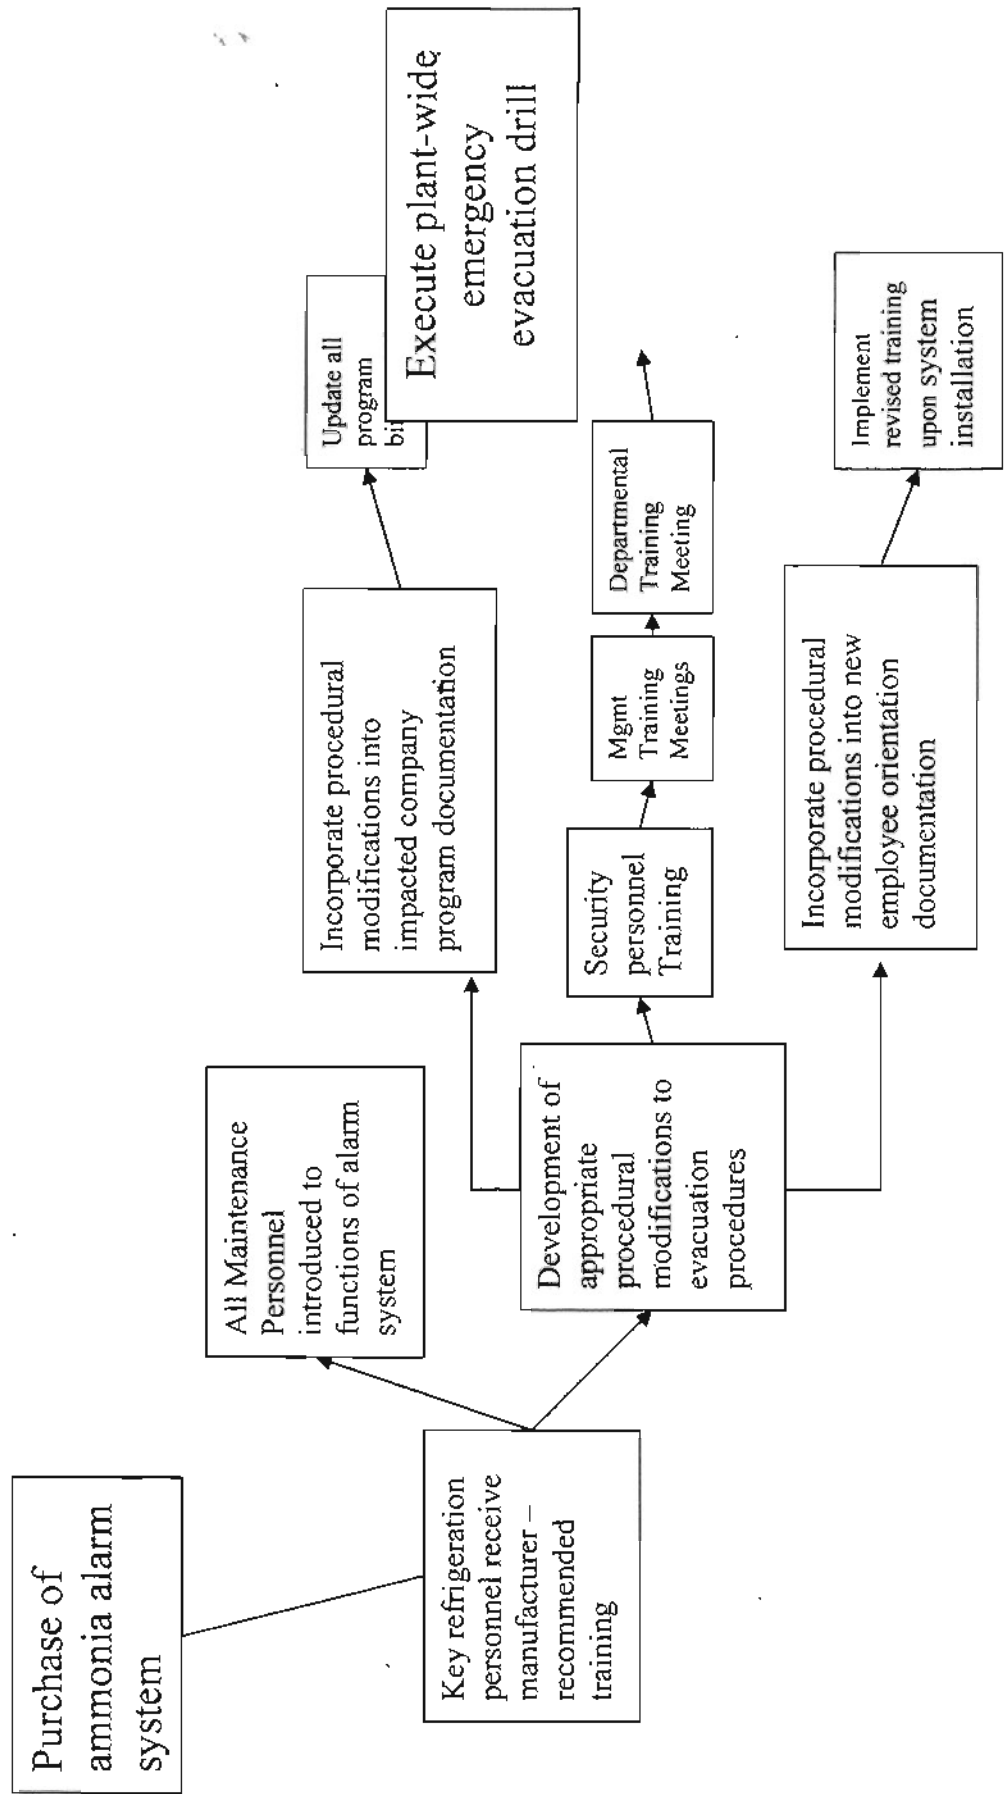 Purchase of
ammonia alarm
system
Key refrigeration
personnel receive
manufacturer –
recommended
training
All Maintenance
Personnel
introduced to
functions of alarm
system
Development of
appropriate
procedural
modifications to
evacuation
procedures
Incorporate procedural
modifications into
impacted company
program documentation
Update all
program
Execute plant-wide
emergency
evacuation drill
Security
personnel
Training
Mgmt
Training
Meetings
Departmental
Training
Meeting
Incorporate procedural
modifications into new
employee orientation
documentation
Implement
revised training
upon system
installation